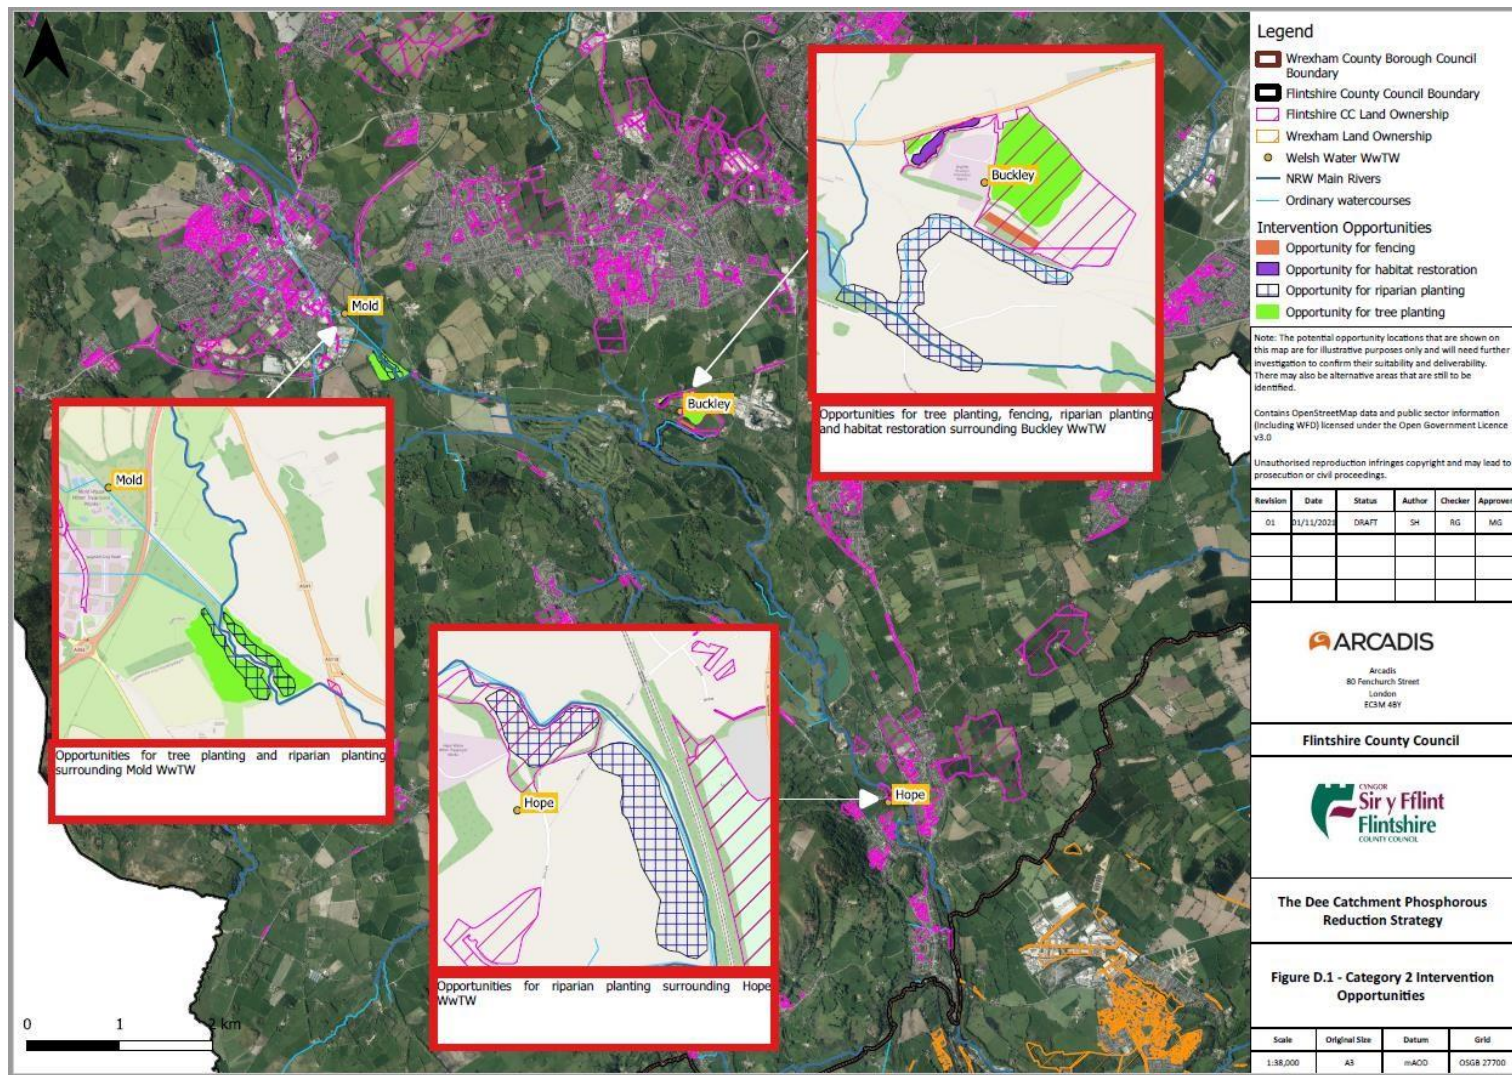 Mold
Buckley
Hope
Buckley
Opportunities for tree planting, fencing, riparian planting
and habitat restoration surrounding Buckley WwTW
Mold
Opportunities for tree planting and riparian planting
surrounding Mold WwTW
Hope
Opportunities for riparian planting surrounding Hope
WwTW
0 1 2 km
Legend
Wrexham County Borough Council
Boundary
Flintshire County Council Boundary
Flintshire CC Land Ownership
Wrexham Land Ownership
Welsh Water WwTW
NRW Main Rivers
Ordinary watercourses
Intervention Opportunities
Opportunity for fencing
Opportunity for habitat restoration
Opportunity for riparian planting
Opportunity for tree planting
Note: The potential opportunity locations that are shown on
this map are for illustrative purposes only and will need further
investigation to confirm their suitability and deliverability.
There may also be alternative areas that are still to be
identified.
Contains OpenStreetMap data and public sector information
(including WFD) licensed under the Open Government Licence
v3.0
Unauthorised reproduction infringes copyright and may lead to
prosecution or civil proceedings.
Revision Date Status Author Checker Approver
01 DRAFT SH RG MG
ARCADIS
Arcadis
80 Fenchurch Street
London
EC3M 4BY
Flintshire County Council
CYNGOR
Sir y Fflint
Flintshire
COUNTY COUNCIL
The Dee Catchment Phosphorous
Reduction Strategy
Figure D.1 - Category 2 Intervention
Opportunities
Scale Original Size Datum Grid
1:38,000 A3 mAOD OSGB 27700